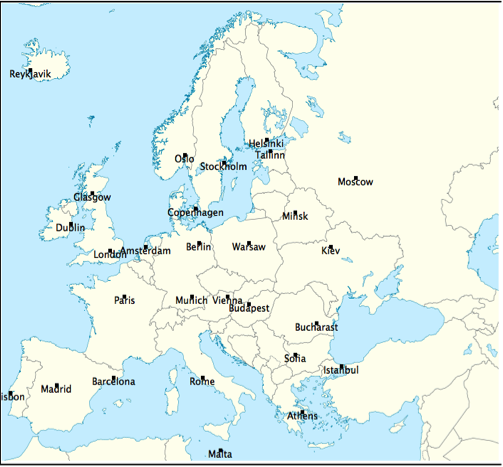 Reykjavik
Helsinki
Oslo
Tallinn
Stockholm
Moscow
Glasgow
Copenhagen
Minsk
Dublin
London
Amsterdam
Berlin
Warsaw
Kiev
Paris
Munich
Vienna
Budapest
Bucharast
Sofia
Istanbul
Barcelona
Rome
Madrid
isbon
Athens
Malta